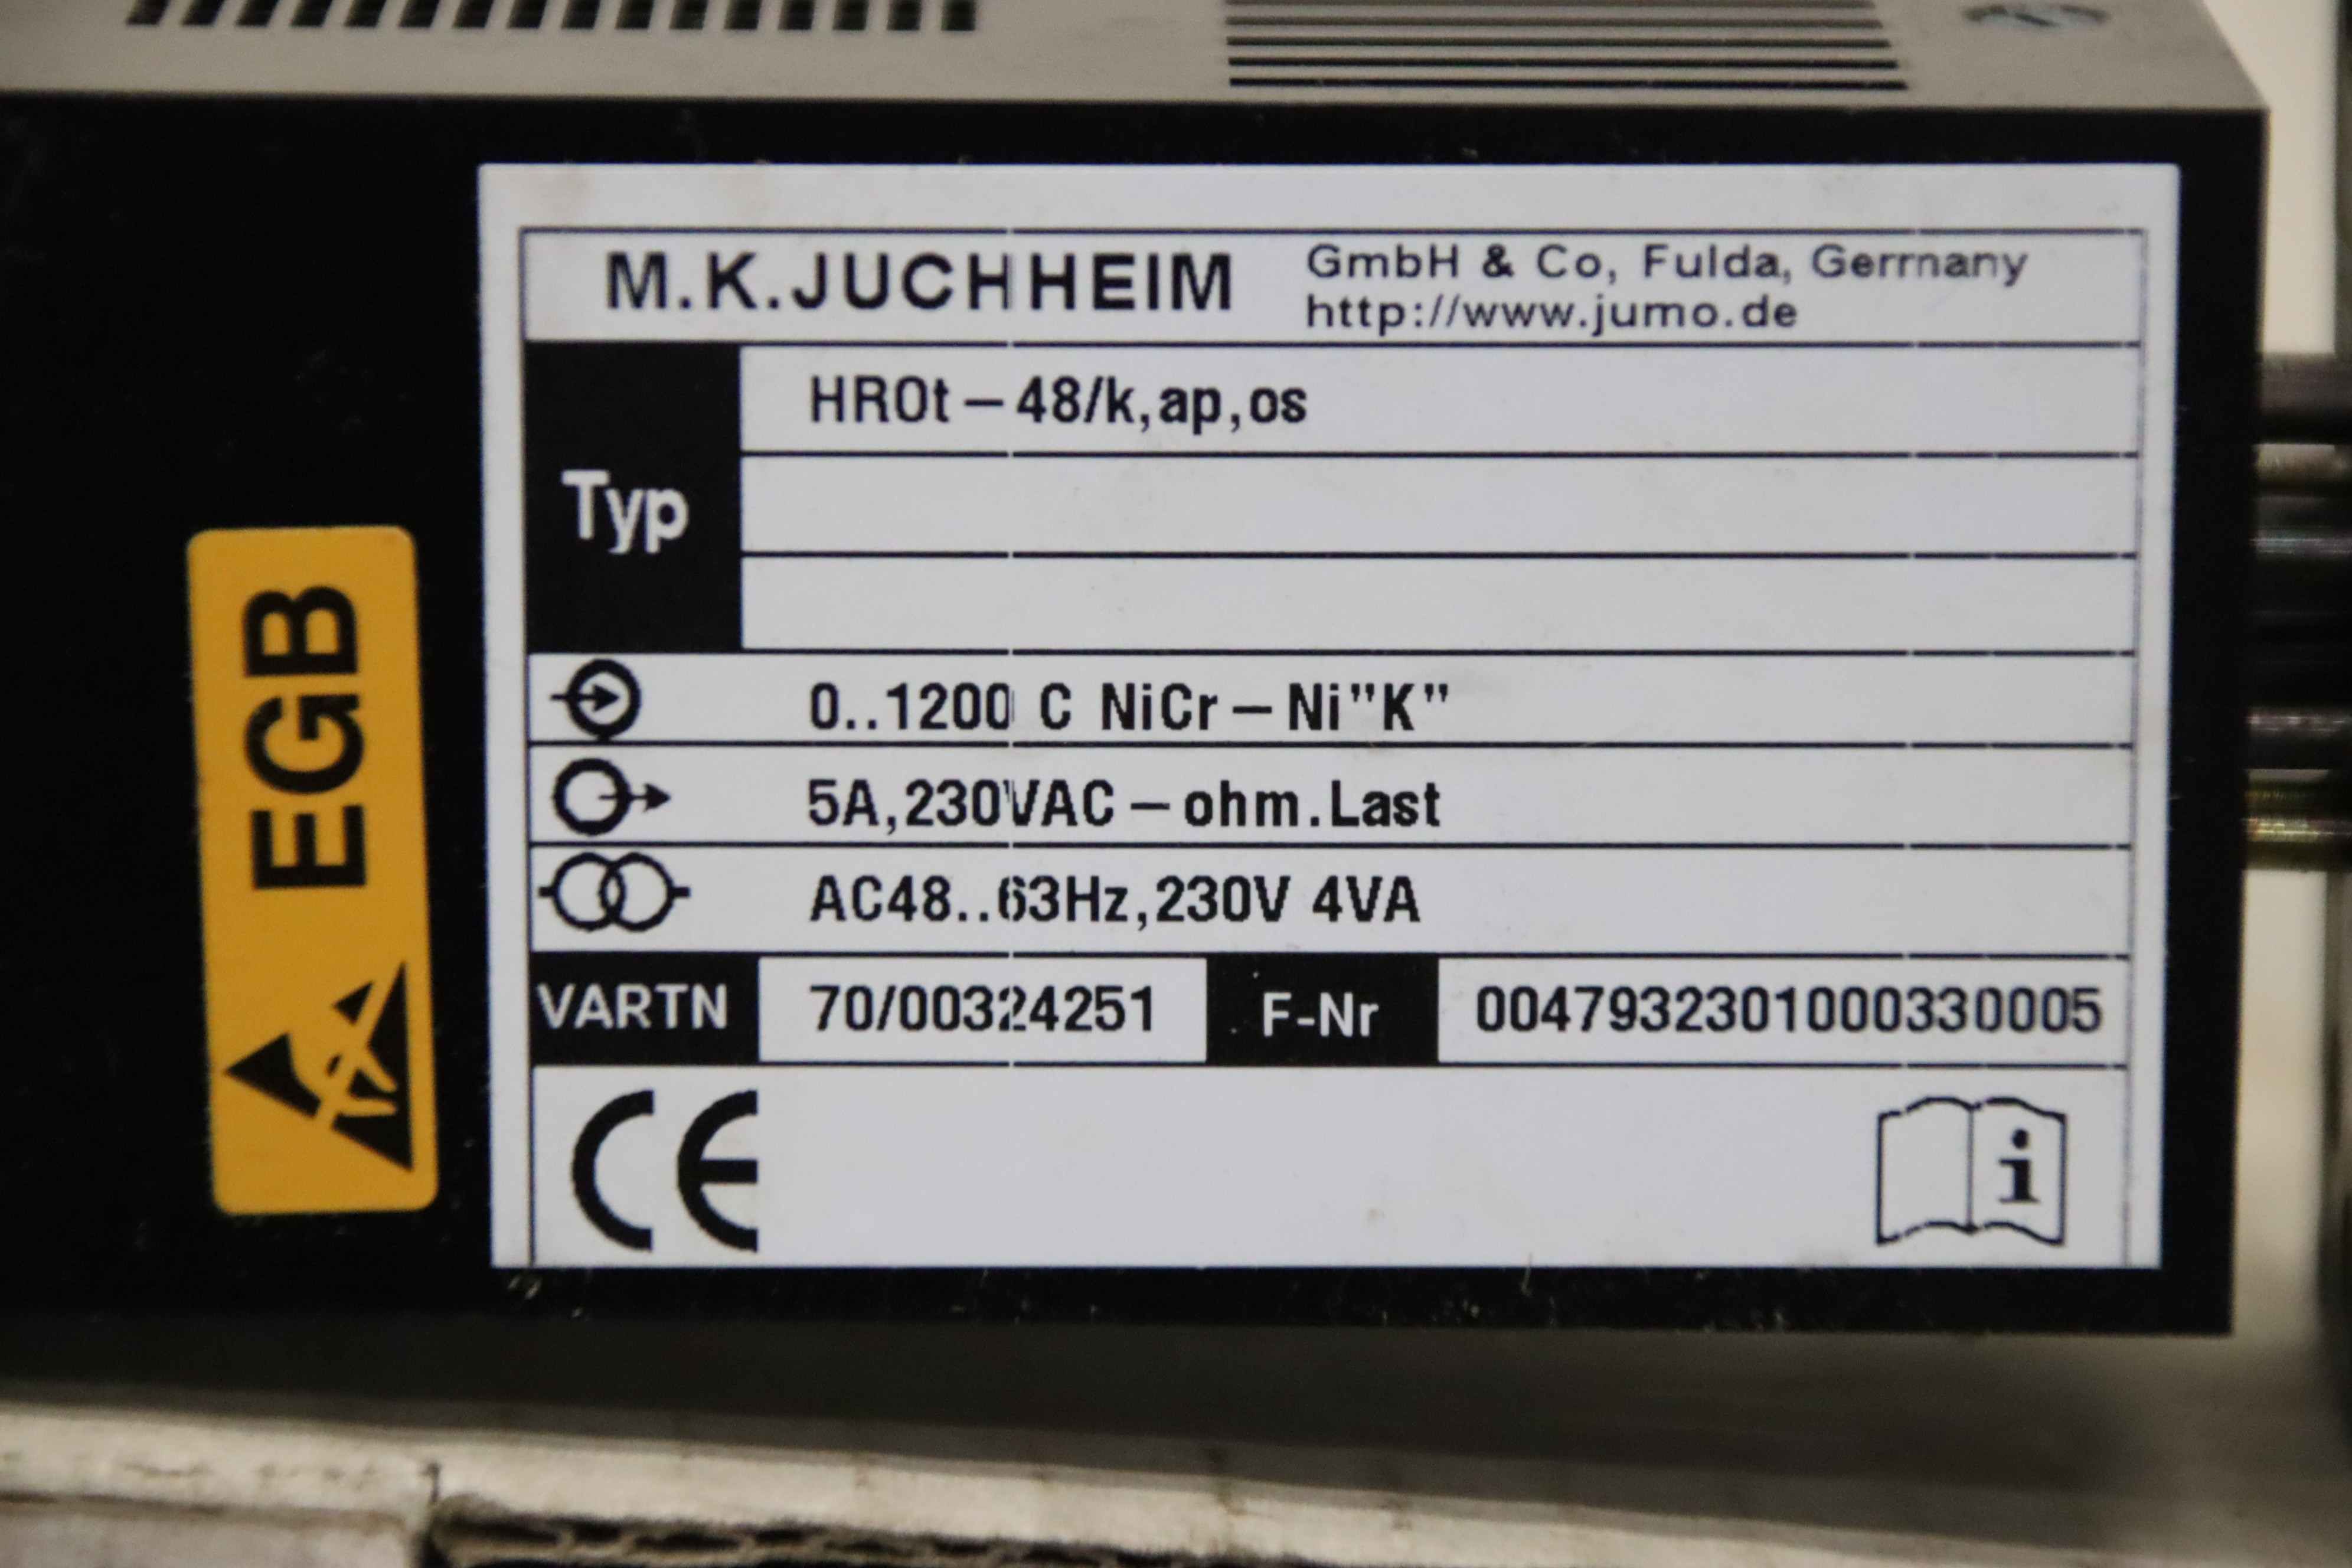 M.K.JUCHHEIM
GmbH & Co, Fulda, Germany
http://www.jumo.de
Typ
HR0t – 48/k,ap,os
0..1200 C NiCr – Ni"K"
5A,230VAC – ohm.Last
AC48..63Hz,230V 4VA
VARTN 70/00324251 F-Nr 0047932301000330005
CE
i
EGB